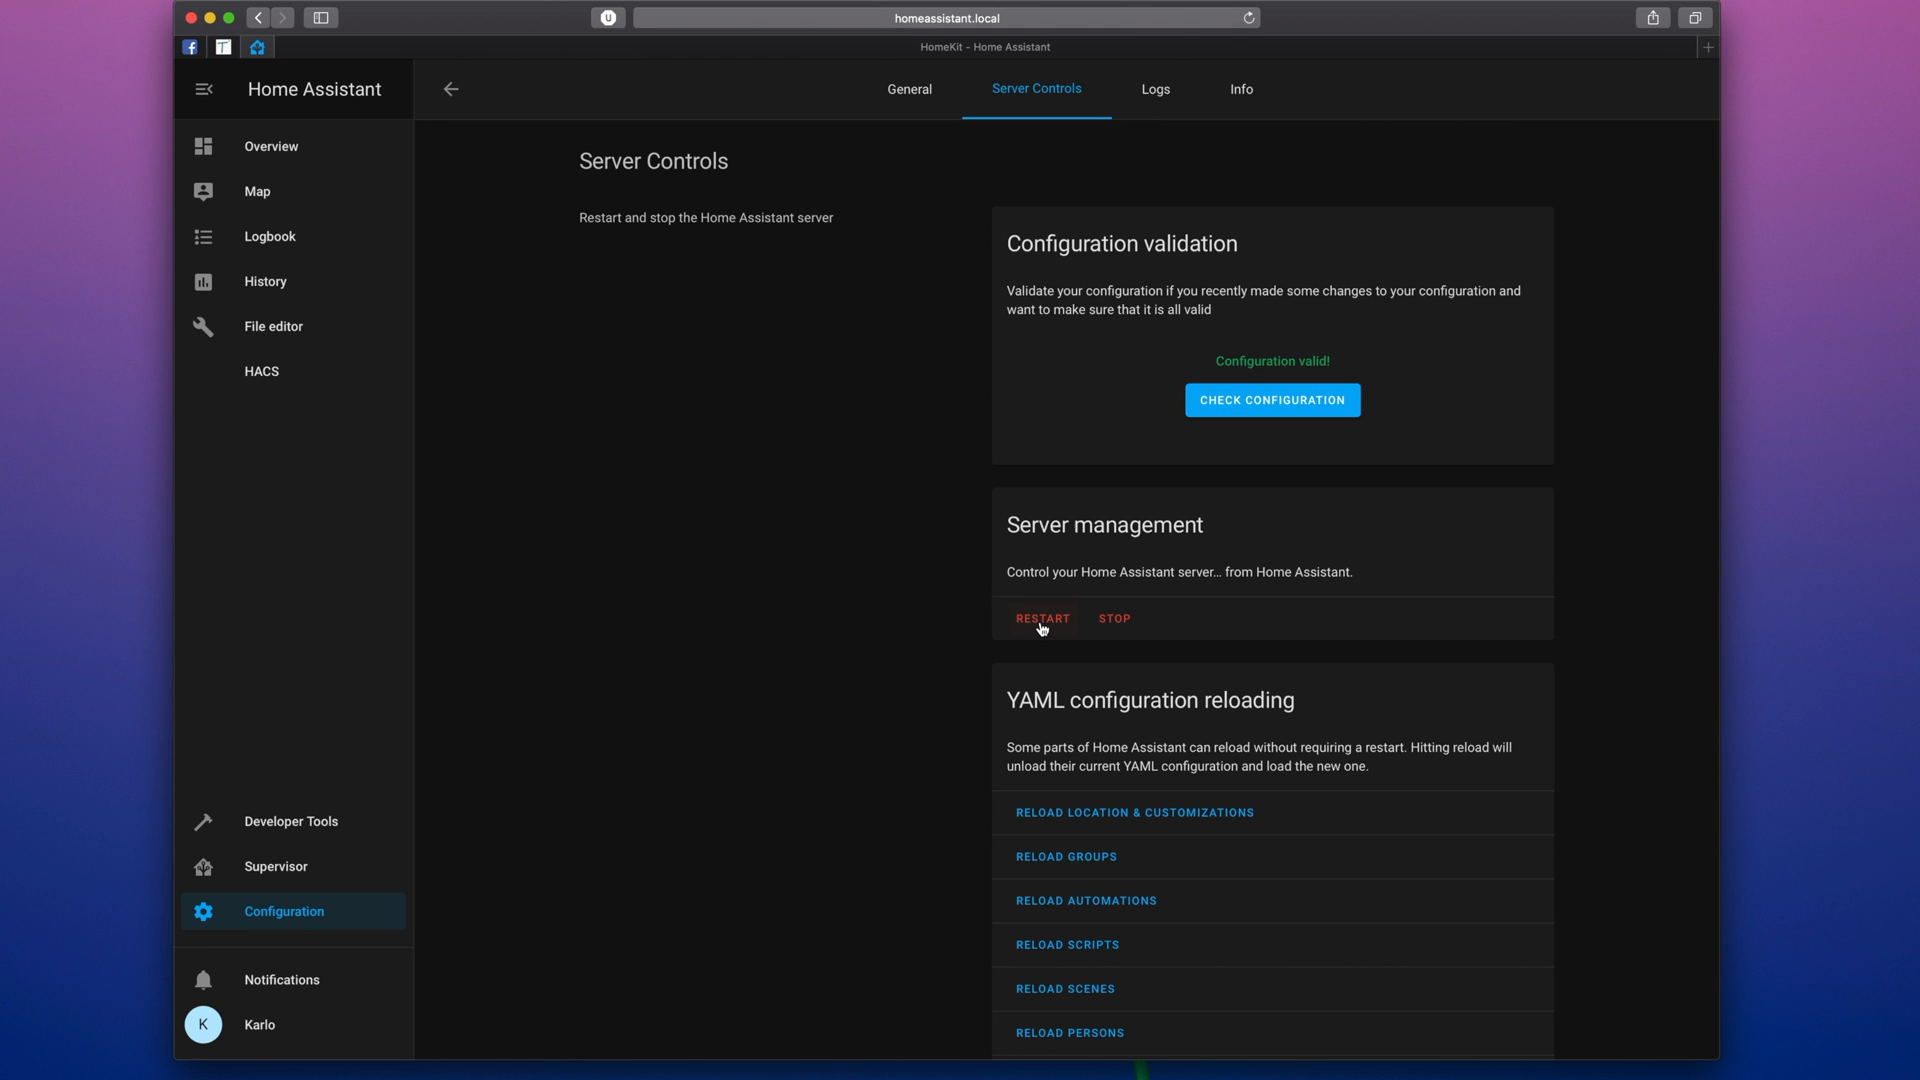 U
homeassistant.local
f
T
HomeKit - Home Assistant
Home Assistant
General
Server Controls
Logs
Info
Overview
Map
Logbook
History
File editor
HACS
Developer Tools
Supervisor
Configuration
Notifications
K
Karlo
Server Controls
Restart and stop the Home Assistant server
Configuration validation
Validate your configuration if you recently made some changes to your configuration and
want to make sure that it is all valid
Configuration valid!
CHECK CONFIGURATION
Server management
Control your Home Assistant server... from Home Assistant.
RESTART
STOP
YAML configuration reloading
Some parts of Home Assistant can reload without requiring a restart. Hitting reload will
unload their current YAML configuration and load the new one.
RELOAD LOCATION & CUSTOMIZATIONS
RELOAD GROUPS
RELOAD AUTOMATIONS
RELOAD SCRIPTS
RELOAD SCENES
RELOAD PERSONS